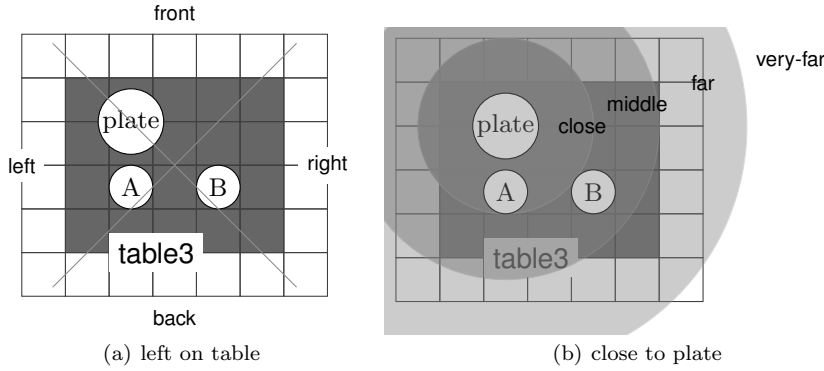 front
plate
left
right
A
B
table3
back
(a) left on table
very-far
far
middle
close
plate
A
B
table3
(b) close to plate